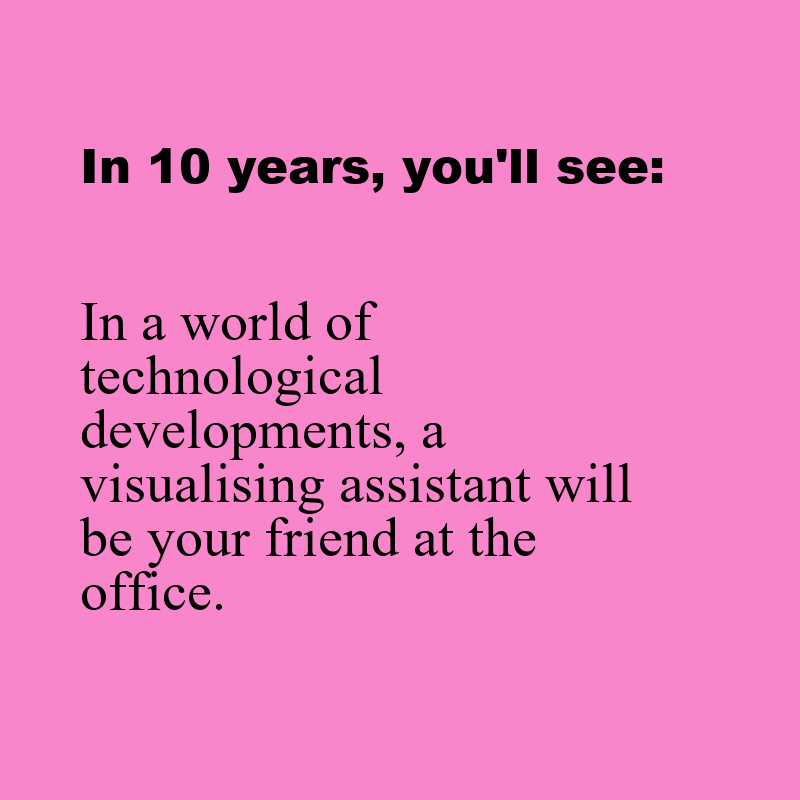 In 10 years, you'll see:
In a world of
technological
developments, a
visualising assistant will
be your friend at the
office.